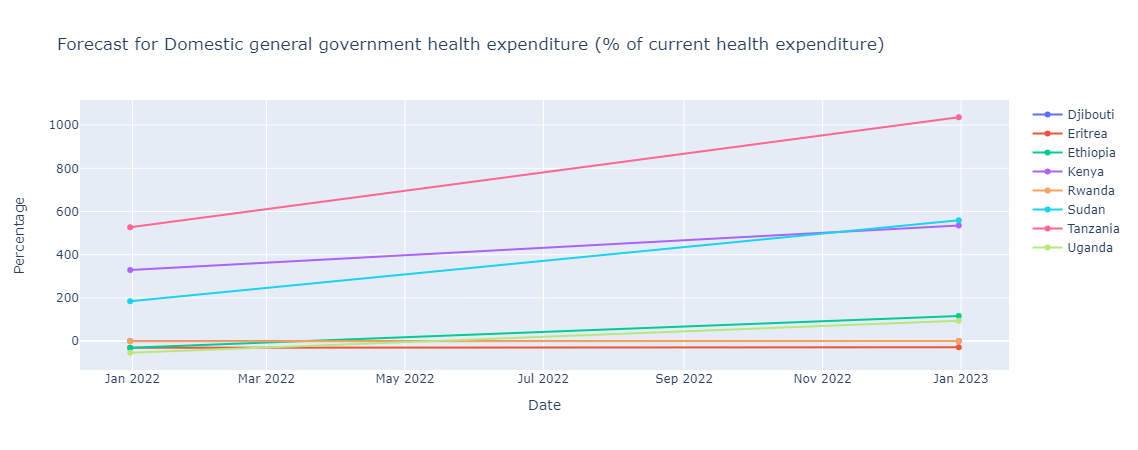 Forecast for Domestic general government health expenditure (% of current health expenditure)
1000
800
600
400
200
0
Percentage
Jan 2022
Mar 2022
May 2022
Jul 2022
Sep 2022
Nov 2022
Jan 2023
Date
Djibouti
Eritrea
Ethiopia
Kenya
Rwanda
Sudan
Tanzania
Uganda